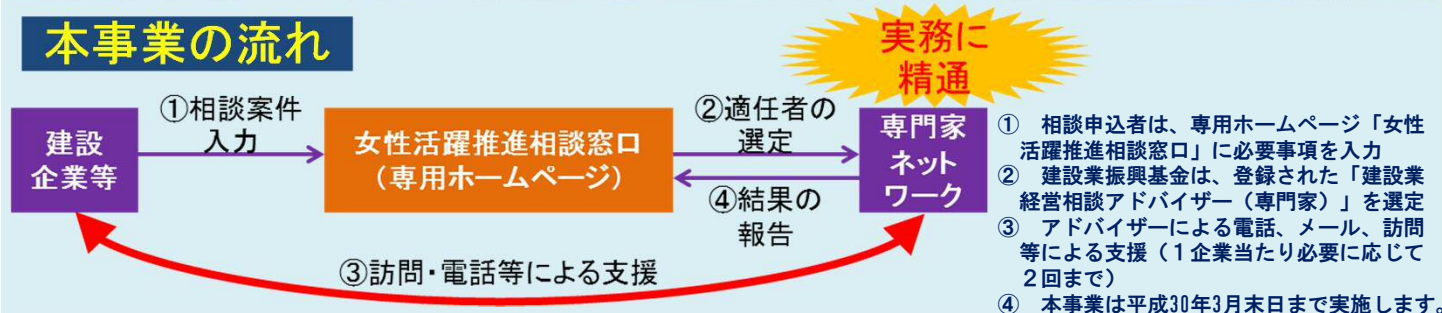 本事業の流れ
実務に
精通
建設
企業等
①相談案件
入力
女性活躍推進相談窓口
（専用ホームページ）
②適任者の
選定
④結果の
報告
専門家
ネット
ワーク
③訪問・電話等による支援
① 相談申込者は、専用ホームページ「女性
活躍推進相談窓口」に必要事項を入力
② 建設業振興基金は、登録された「建設業
経営相談アドバイザー（専門家）」を選定
③ アドバイザーによる電話、メール、訪問
等による支援（１企業当たり必要に応じて
２回まで）
④ 本事業は平成30年3月末日まで実施します。